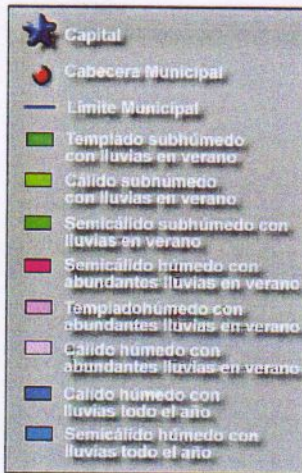 Capital
Cabecera Municipal
Límite Municipal
Templado subhúmedo
con lluvias en verano
Cálido subhúmedo
con lluvias en verano
Semicálido subhúmedo con
lluvias en verano
Semicálido húmedo con
abundantes lluvias en verano
Templadohúmedo con
abundantes lluvias en verano
Calido húmedo con
abundantes lluvias en verano
Calido húmedo con
lluvias todo el año
Semicálido húmedo con
lluvias todo el año